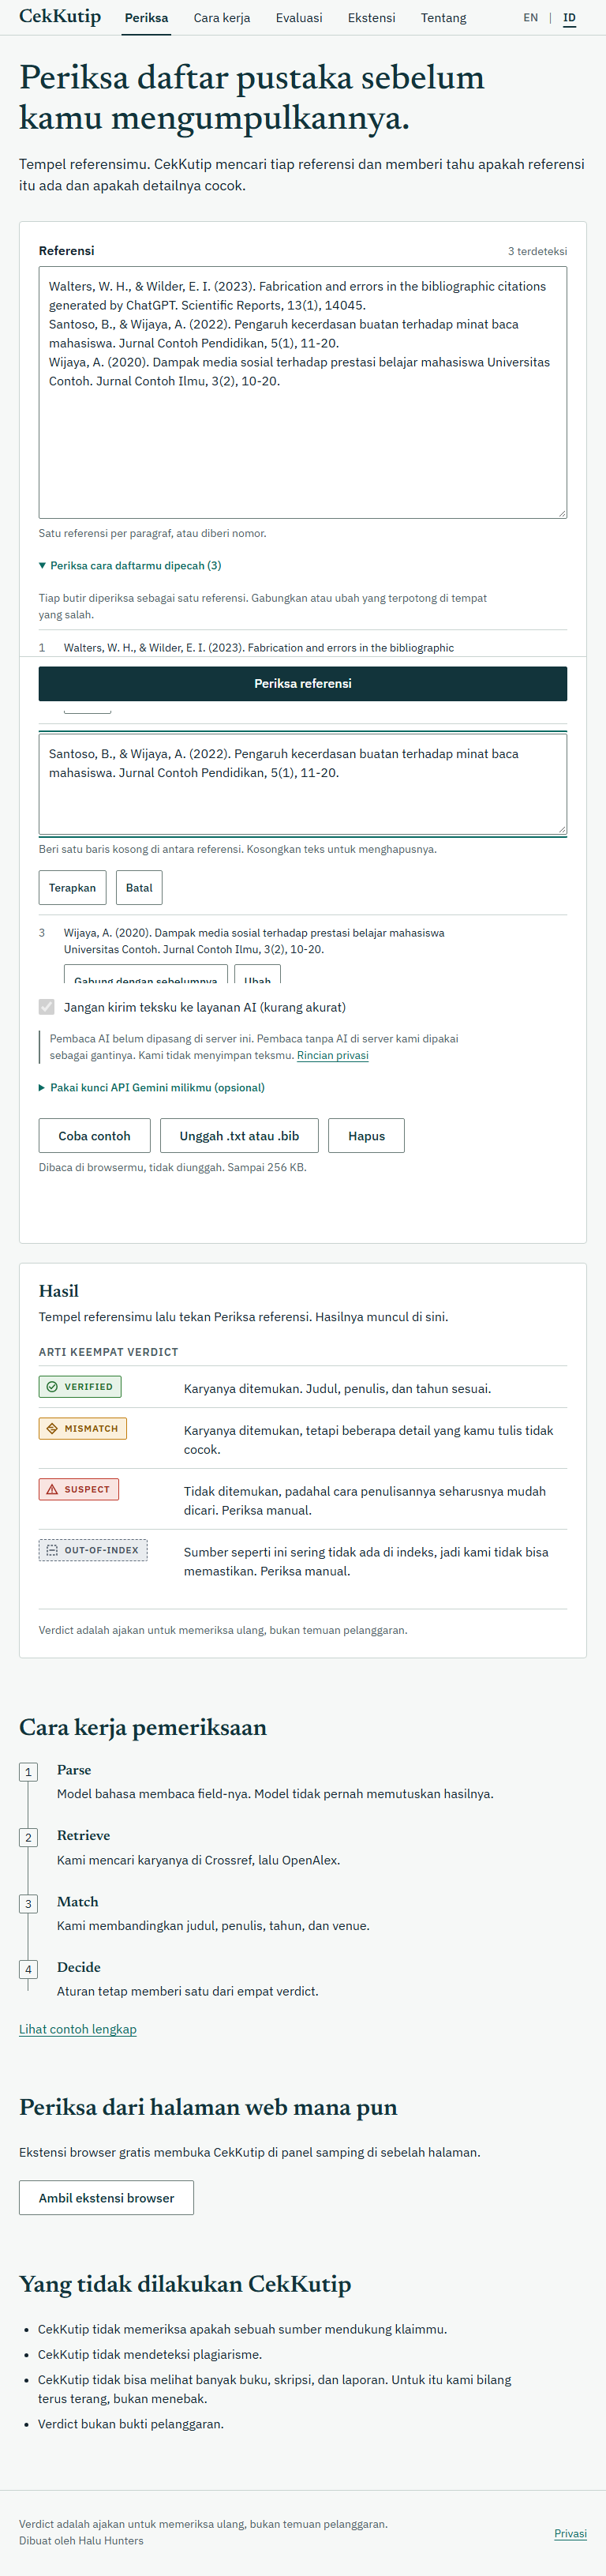 CekKutip Periksa Cara kerja Evaluasi Ekstensi Tentang EN | ID
Periksa daftar pustaka sebelum
kamu mengumpulkannya.
Tempel referensimu. CekKutip mencari tiap referensi dan memberi tahu apakah referensi
itu ada dan apakah detailnya cocok.
Referensi 3 terdeteksi
Walters, W. H., & Wilder, E. I. (2023). Fabrication and errors in the bibliographic citations
generated by ChatGPT. Scientific Reports, 13(1), 14045.
Santoso, B., & Wijaya, A. (2022). Pengaruh kecerdasan buatan terhadap minat baca
mahasiswa. Jurnal Contoh Pendidikan, 5(1), 11-20.
Wijaya, A. (2020). Dampak media sosial terhadap prestasi belajar mahasiswa Universitas
Contoh. Jurnal Contoh Ilmu, 3(2), 10-20.
Satu referensi per paragraf, atau diberi nomor.
Periksa cara daftarmu dipecah (3)
Tiap butir diperiksa sebagai satu referensi. Gabungkan atau ubah yang terpotong di tempat
yang salah.
1 Walters, W. H., & Wilder, E. I. (2023). Fabrication and errors in the bibliographic
Periksa referensi
Santoso, B., & Wijaya, A. (2022). Pengaruh kecerdasan buatan terhadap minat baca
mahasiswa. Jurnal Contoh Pendidikan, 5(1), 11-20.
Beri satu baris kosong di antara referensi. Kosongkan teks untuk menghapusnya.
Terapkan Batal
3 Wijaya, A. (2020). Dampak media sosial terhadap prestasi belajar mahasiswa
Universitas Contoh. Jurnal Contoh Ilmu, 3(2), 10-20.
Gabung dengan sebelumnya Ubah
Jangan kirim teksku ke layanan AI (kurang akurat)
Pembaca AI belum dipasang di server ini. Pembaca tanpa AI di server kami dipakai
sebagai gantinya. Kami tidak menyimpan teksmu. Rincian privasi
Pakai kunci API Gemini milikmu (opsional)
Coba contoh Unggah .txt atau .bib Hapus
Dibaca di browsermu, tidak diunggah. Sampai 256 KB.
Hasil
Tempel referensimu lalu tekan Periksa referensi. Hasilnya muncul di sini.
ARTI KEEMPAT VERDICT
VERIFIED Karyanya ditemukan. Judul, penulis, dan tahun sesuai.
MISMATCH Karyanya ditemukan, tetapi beberapa detail yang kamu tulis tidak
cocok.
SUSPECT Tidak ditemukan, padahal cara penulisannya seharusnya mudah
dicari. Periksa manual.
OUT-OF-INDEX Sumber seperti ini sering tidak ada di indeks, jadi kami tidak bisa
memastikan. Periksa manual.
Verdict adalah ajakan untuk memeriksa ulang, bukan temuan pelanggaran.
Cara kerja pemeriksaan
1 Parse
Model bahasa membaca field-nya. Model tidak pernah memutuskan hasilnya.
2 Retrieve
Kami mencari karyanya di Crossref, lalu OpenAlex.
3 Match
Kami membandingkan judul, penulis, tahun, dan venue.
4 Decide
Aturan tetap memberi satu dari empat verdict.
Lihat contoh lengkap
Periksa dari halaman web mana pun
Ekstensi browser gratis membuka CekKutip di panel samping di sebelah halaman.
Ambil ekstensi browser
Yang tidak dilakukan CekKutip
• CekKutip tidak memeriksa apakah sebuah sumber mendukung klaimmu.
• CekKutip tidak mendeteksi plagiarisme.
• CekKutip tidak bisa melihat banyak buku, skripsi, dan laporan. Untuk itu kami bilang
terus terang, bukan menebak.
• Verdict bukan bukti pelanggaran.
Verdict adalah ajakan untuk memeriksa ulang, bukan temuan pelanggaran.
Dibuat oleh Halu Hunters Privasi